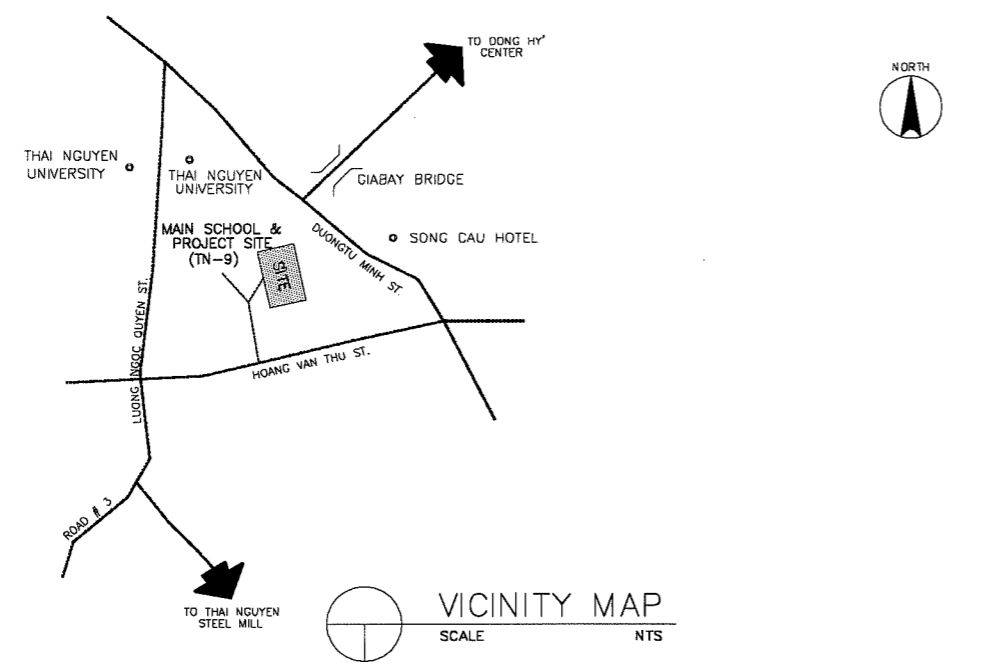 TO DONG HY'
CENTER
NORTH
THAI NGUYEN
UNIVERSITY
THAI NGUYEN
UNIVERSITY
GIABAY BRIDGE
MAIN SCHOOL &
PROJECT SITE
(TN-9)
SITE
DUONGTU MINH ST.
SONG CAU HOTEL
LUONG NGOC QUYEN ST.
HOANG VAN THU ST.
ROAD # 3
TO THAI NGUYEN
STEEL MILL
VICINITY MAP
SCALE NTS